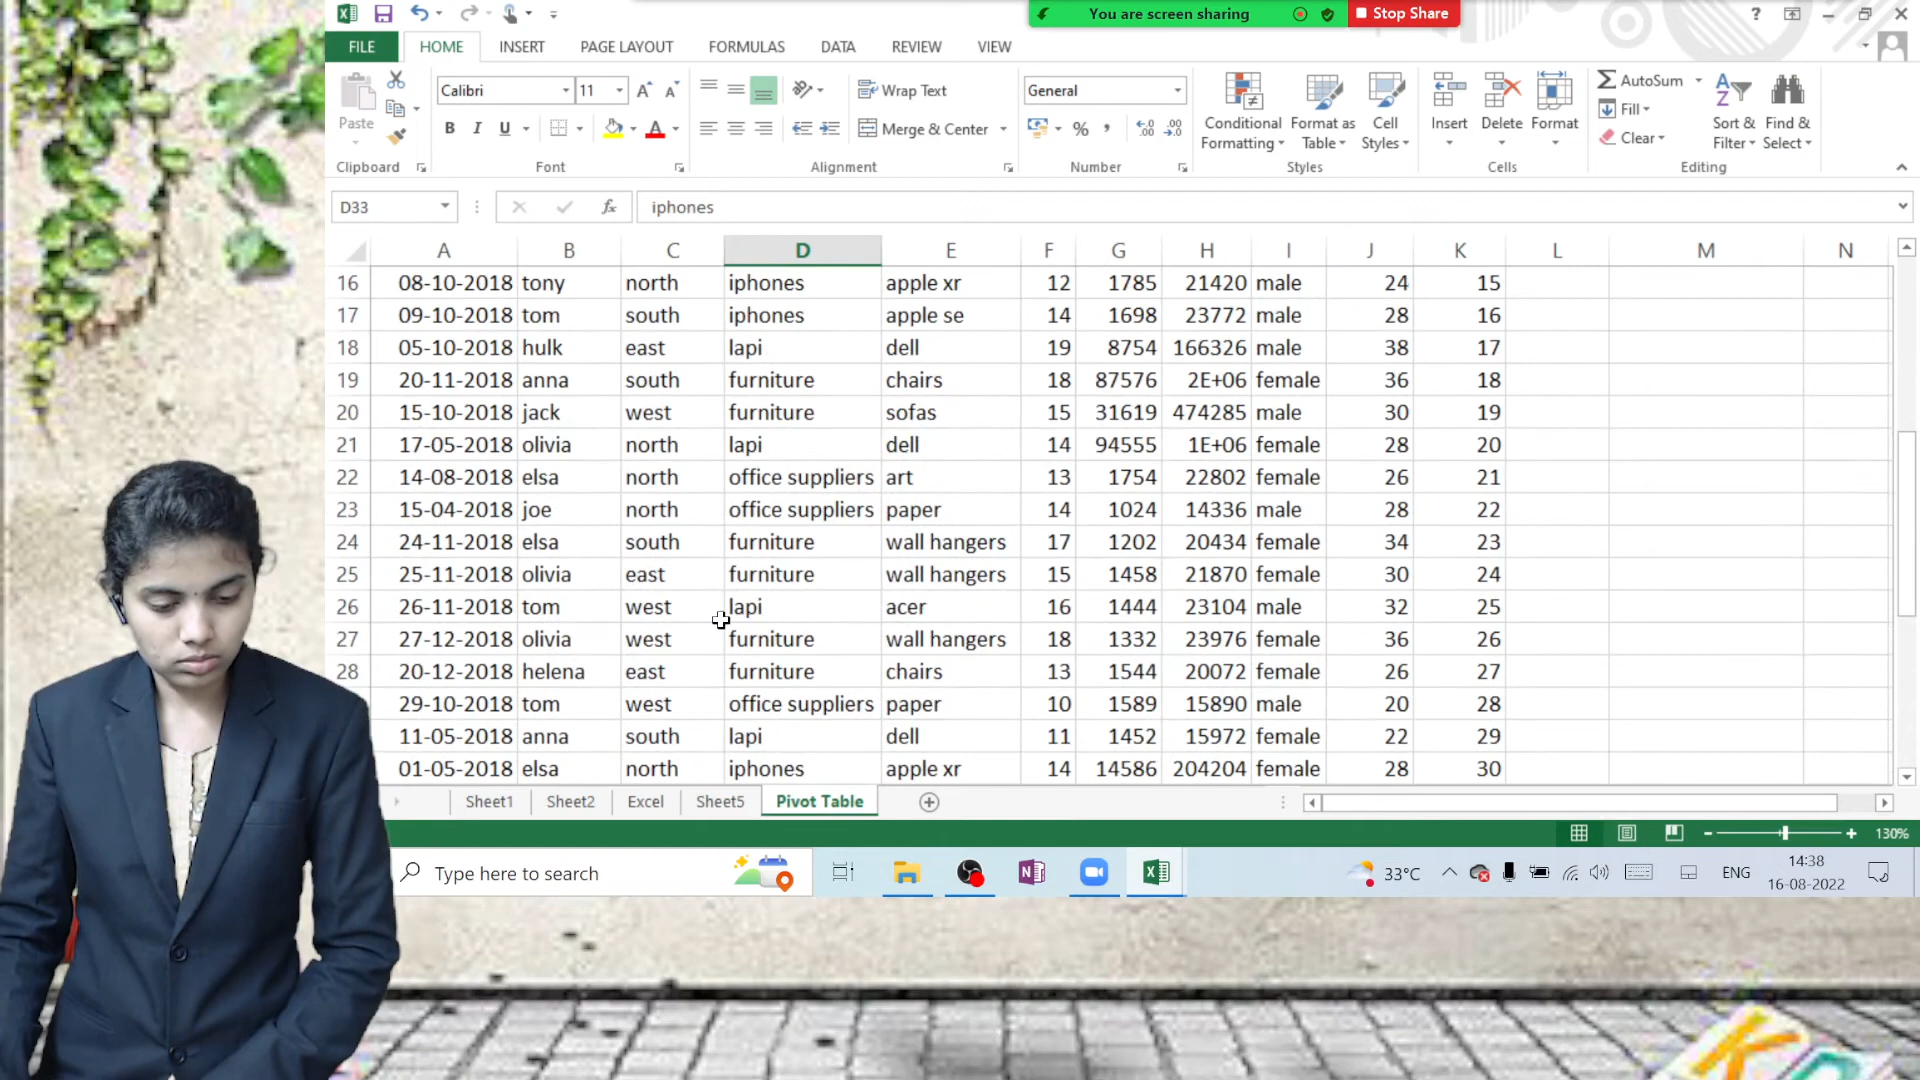 You are screen sharing Stop Share ?
FILE HOME INSERT PAGE LAYOUT FORMULAS DATA REVIEW VIEW
Paste Calibri 11 A A Wrap Text General AutoSum
B I U A Merge & Center % , Fill Clear
Conditional Formatting Format as Table Cell Styles Insert Delete Format Sort & Filter Find & Select
Clipboard Font Alignment Number Styles Cells Editing
D33 fx iphones
A B C D E F G H I J K L M N
16 08-10-2018 tony north iphones apple xr 12 1785 21420 male 24 15
17 09-10-2018 tom south iphones apple se 14 1698 23772 male 28 16
18 05-10-2018 hulk east lapi dell 19 8754 166326 male 38 17
19 20-11-2018 anna south furniture chairs 18 87576 2E+06 female 36 18
20 15-10-2018 jack west furniture sofas 15 31619 474285 male 30 19
21 17-05-2018 olivia north lapi dell 14 94555 1E+06 female 28 20
22 14-08-2018 elsa north office suppliers art 13 1754 22802 female 26 21
23 15-04-2018 joe north office suppliers paper 14 1024 14336 male 28 22
24 24-11-2018 elsa south furniture wall hangers 17 1202 20434 female 34 23
25 25-11-2018 olivia east furniture wall hangers 15 1458 21870 female 30 24
26 26-11-2018 tom west lapi acer 16 1444 23104 male 32 25
27 27-12-2018 olivia west furniture wall hangers 18 1332 23976 female 36 26
28 20-12-2018 helena east furniture chairs 13 1544 20072 female 26 27
29-10-2018 tom west office suppliers paper 10 1589 15890 male 20 28
11-05-2018 anna south lapi dell 11 1452 15972 female 22 29
01-05-2018 elsa north iphones apple xr 14 14586 204204 female 28 30
Sheet1 Sheet2 Excel Sheet5 Pivot Table
130%
Type here to search 33°C ENG 14:38
16-08-2022